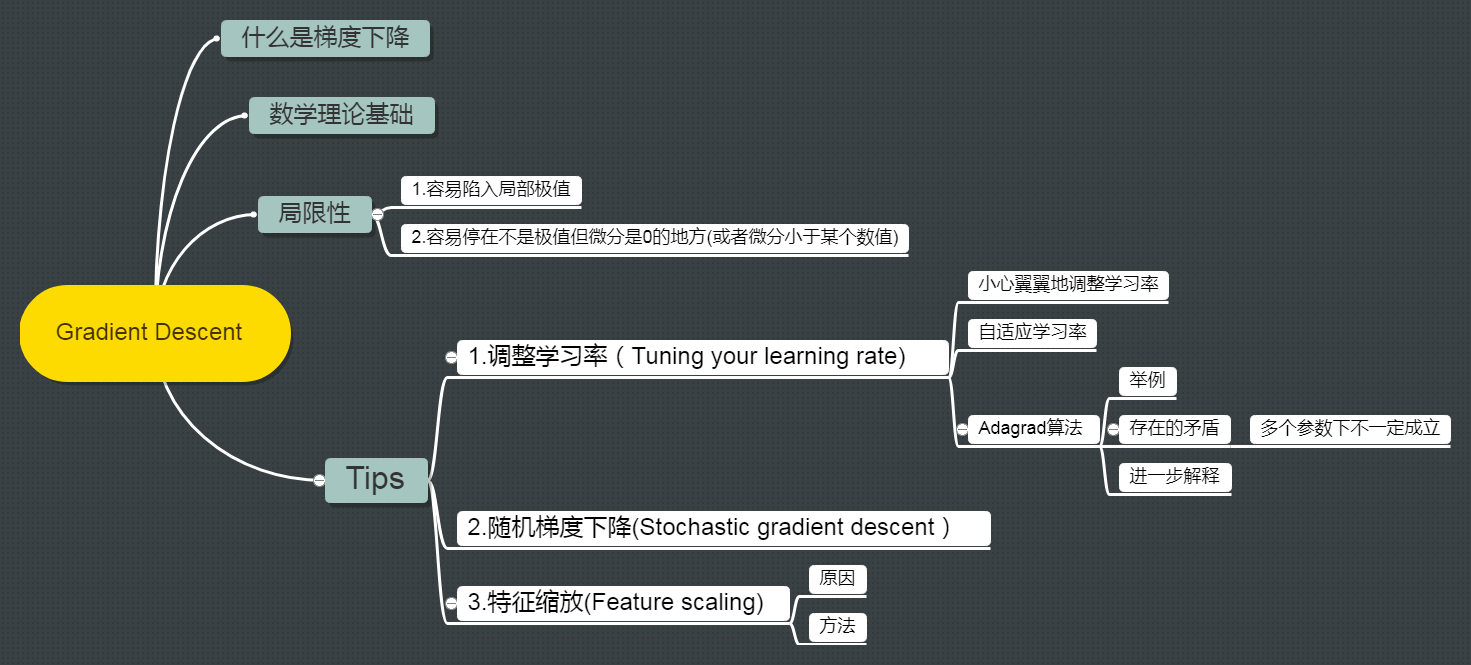 什么是梯度下降
数学理论基础
局限性
1.容易陷入局部极值
2.容易停在不是极值但微分是0的地方(或者微分小于某个数值)
Gradient Descent
Tips
1.调整学习率（Tuning your learning rate)
小心翼翼地调整学习率
自适应学习率
Adagrad算法
举例
存在的矛盾
多个参数下不一定成立
进一步解释
2.随机梯度下降(Stochastic gradient descent）
3.特征缩放(Feature scaling)
原因
方法